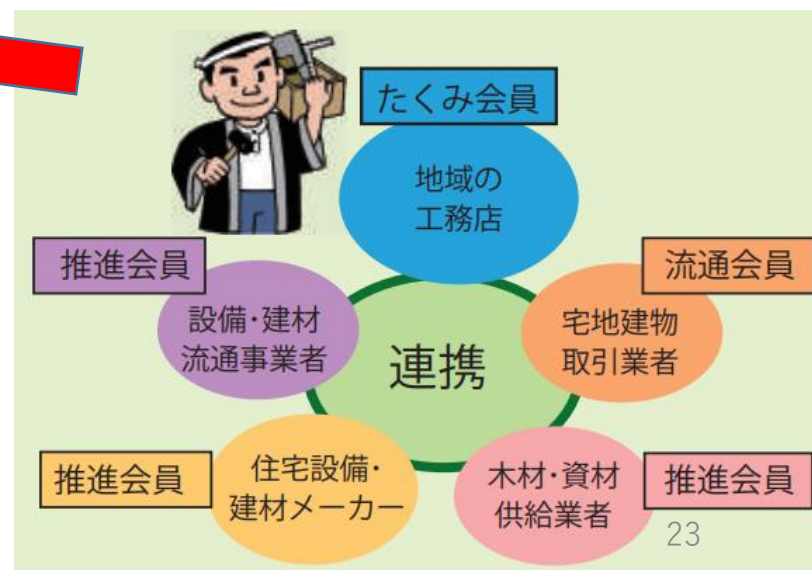 たくみ会員
地域の
工務店
推進会員
設備・建材
流通事業者
流通会員
宅地建物
取引業者
連携
推進会員
住宅設備・
建材メーカー
木材・資材
供給業者
推進会員
23